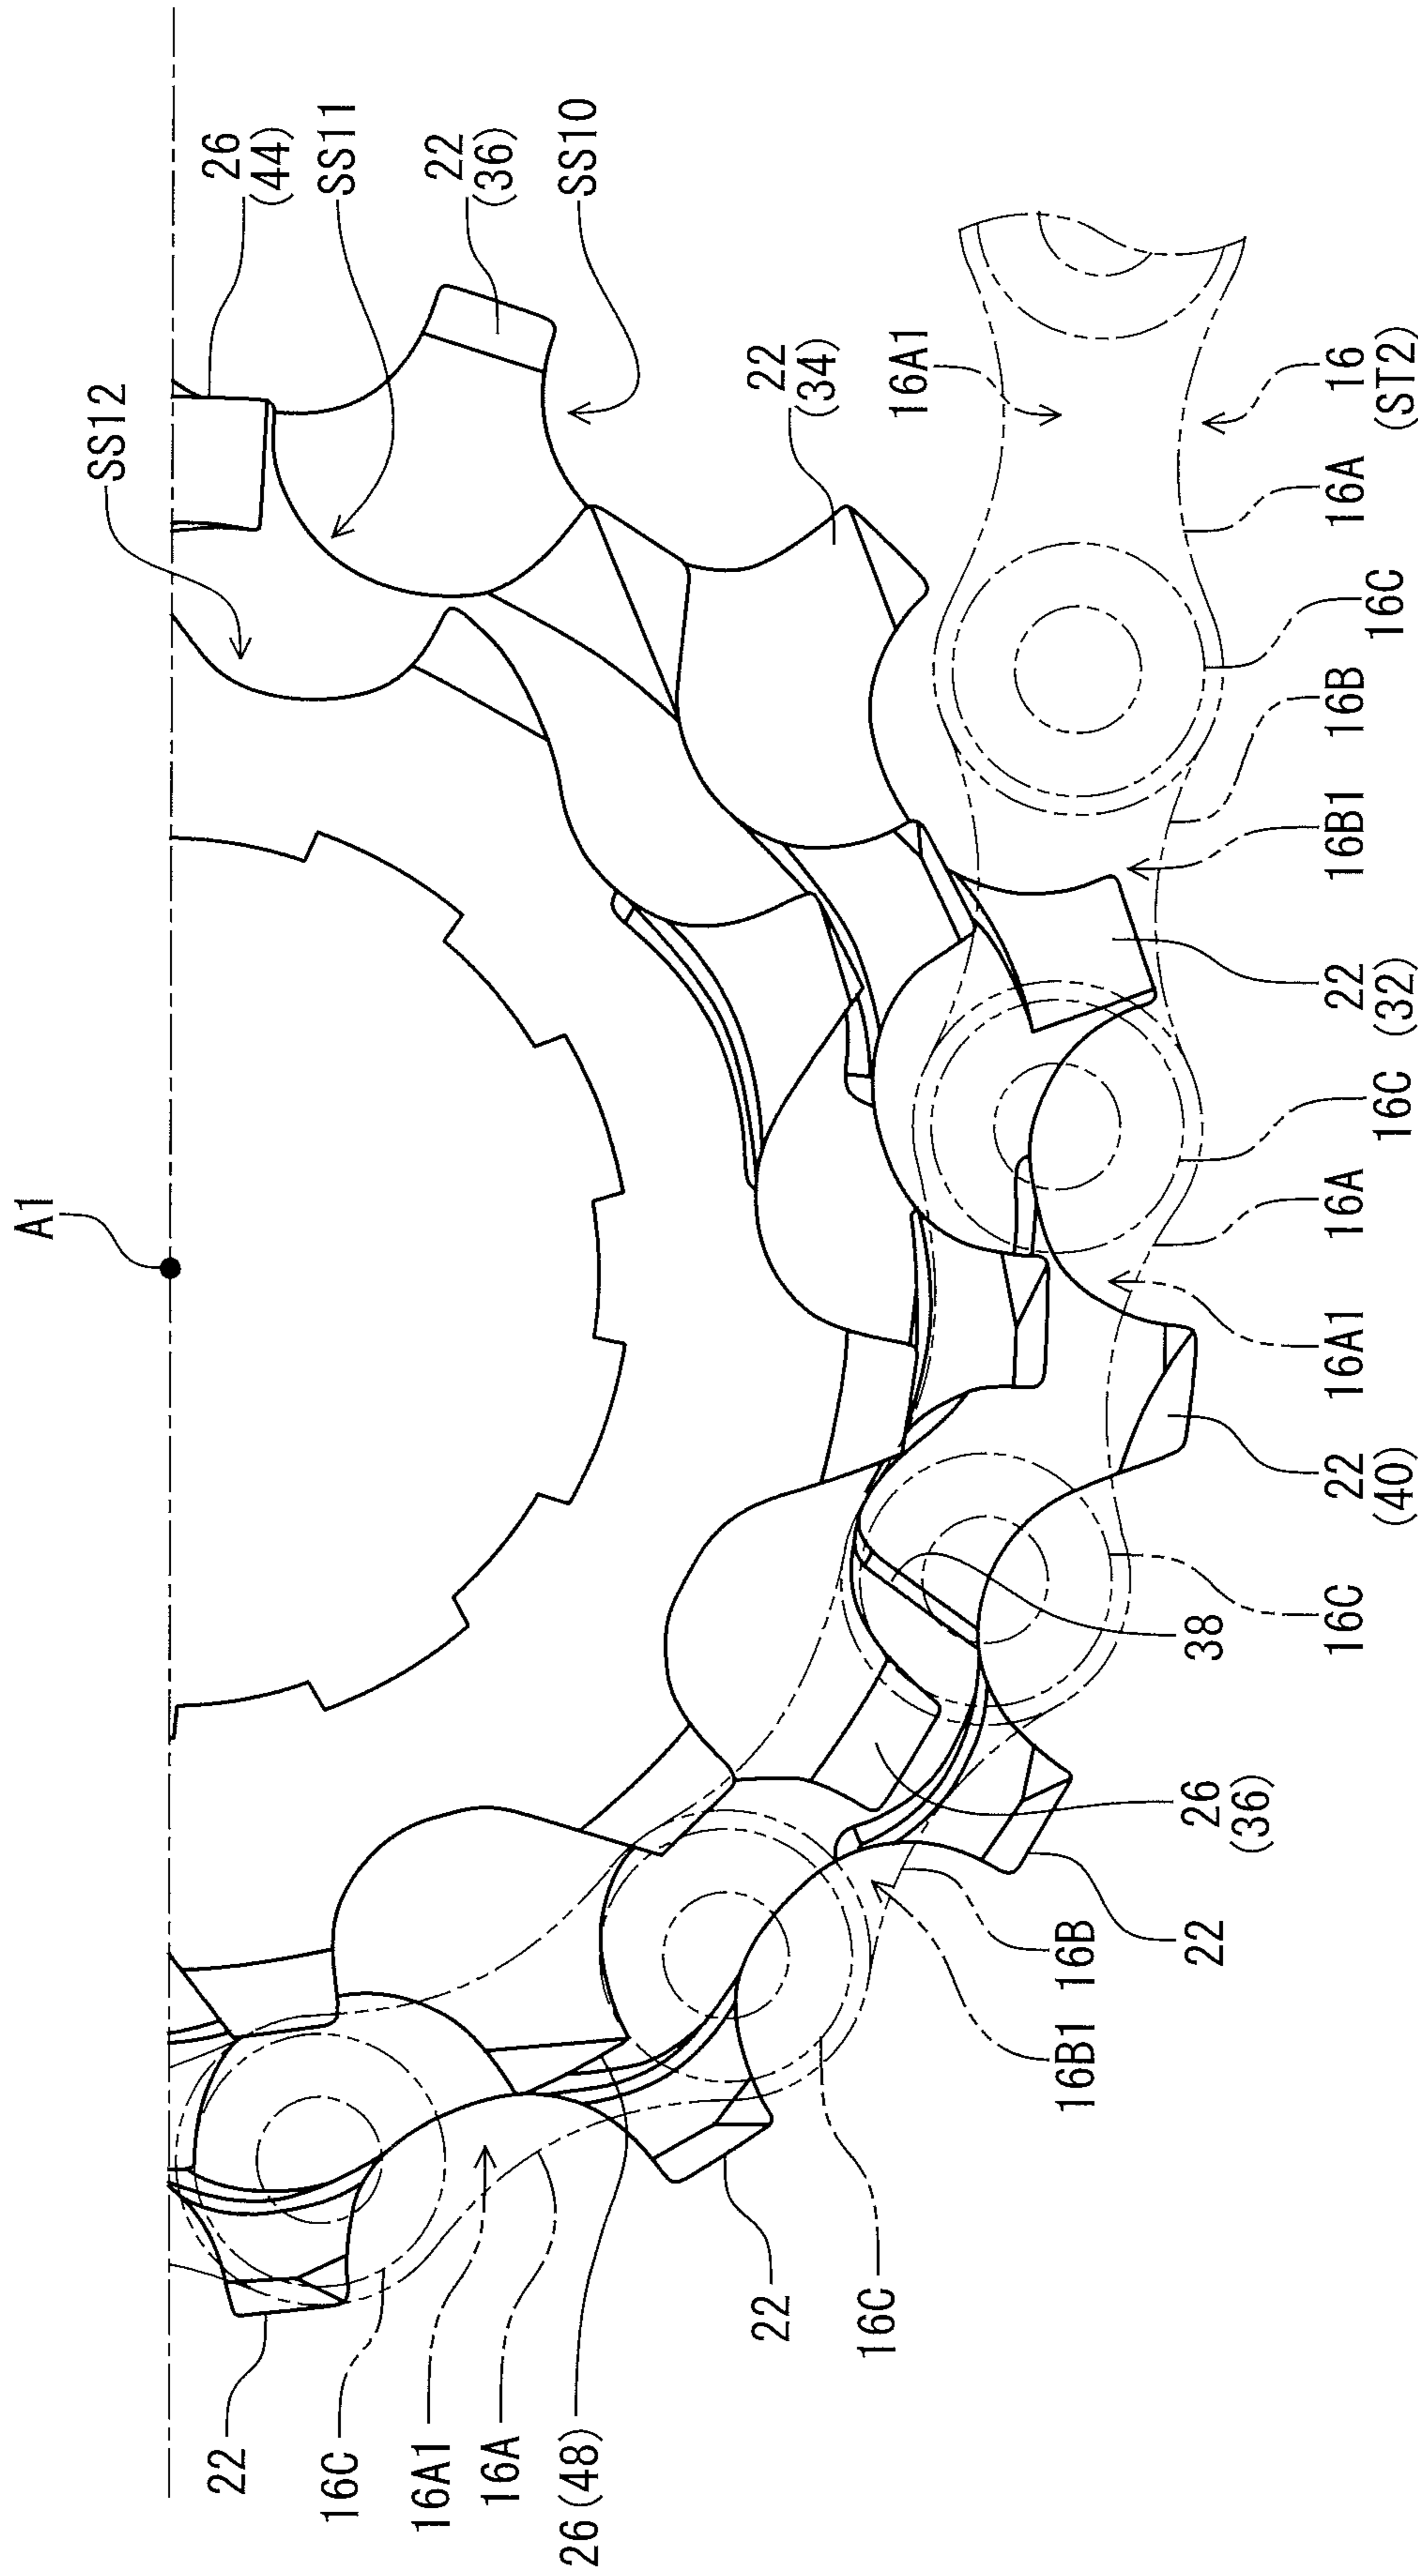 A1
SS12
26
(44)
SS11
22
(36)
SS10
22
(34)
16A1
16
(ST2)
16A
16C
16B
16B1
22
(32)
16C
16A
16A1
22
(40)
16C
38
26
(36)
22
16B
16B1
16C
22
26(48)
16A
16A1
16C
22